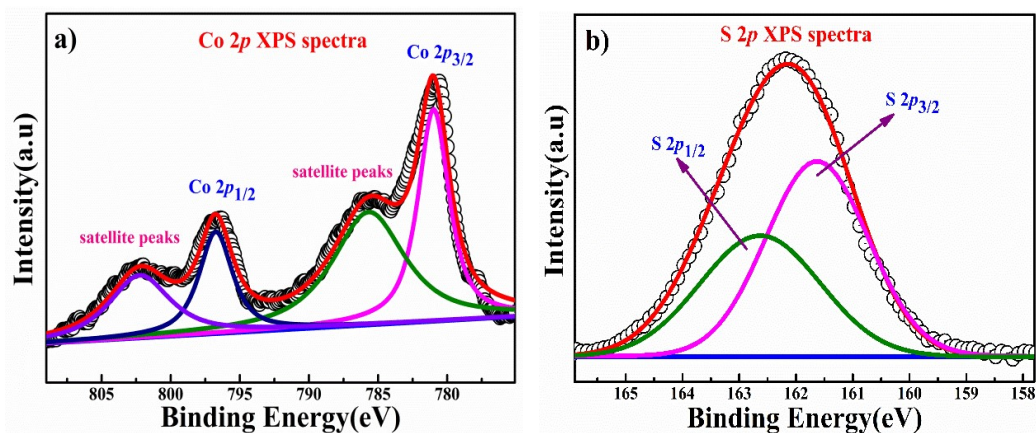 a)
Co 2p XPS spectra
Co 2p3/2
satellite peaks
Co 2p1/2
satellite peaks
Intensity(a.u)
805 800 795 790 785 780
Binding Energy(eV)
b)
S 2p XPS spectra
S 2p3/2
S 2p1/2
Intensity(a.u)
165 164 163 162 161 160 159 158
Binding Energy(eV)